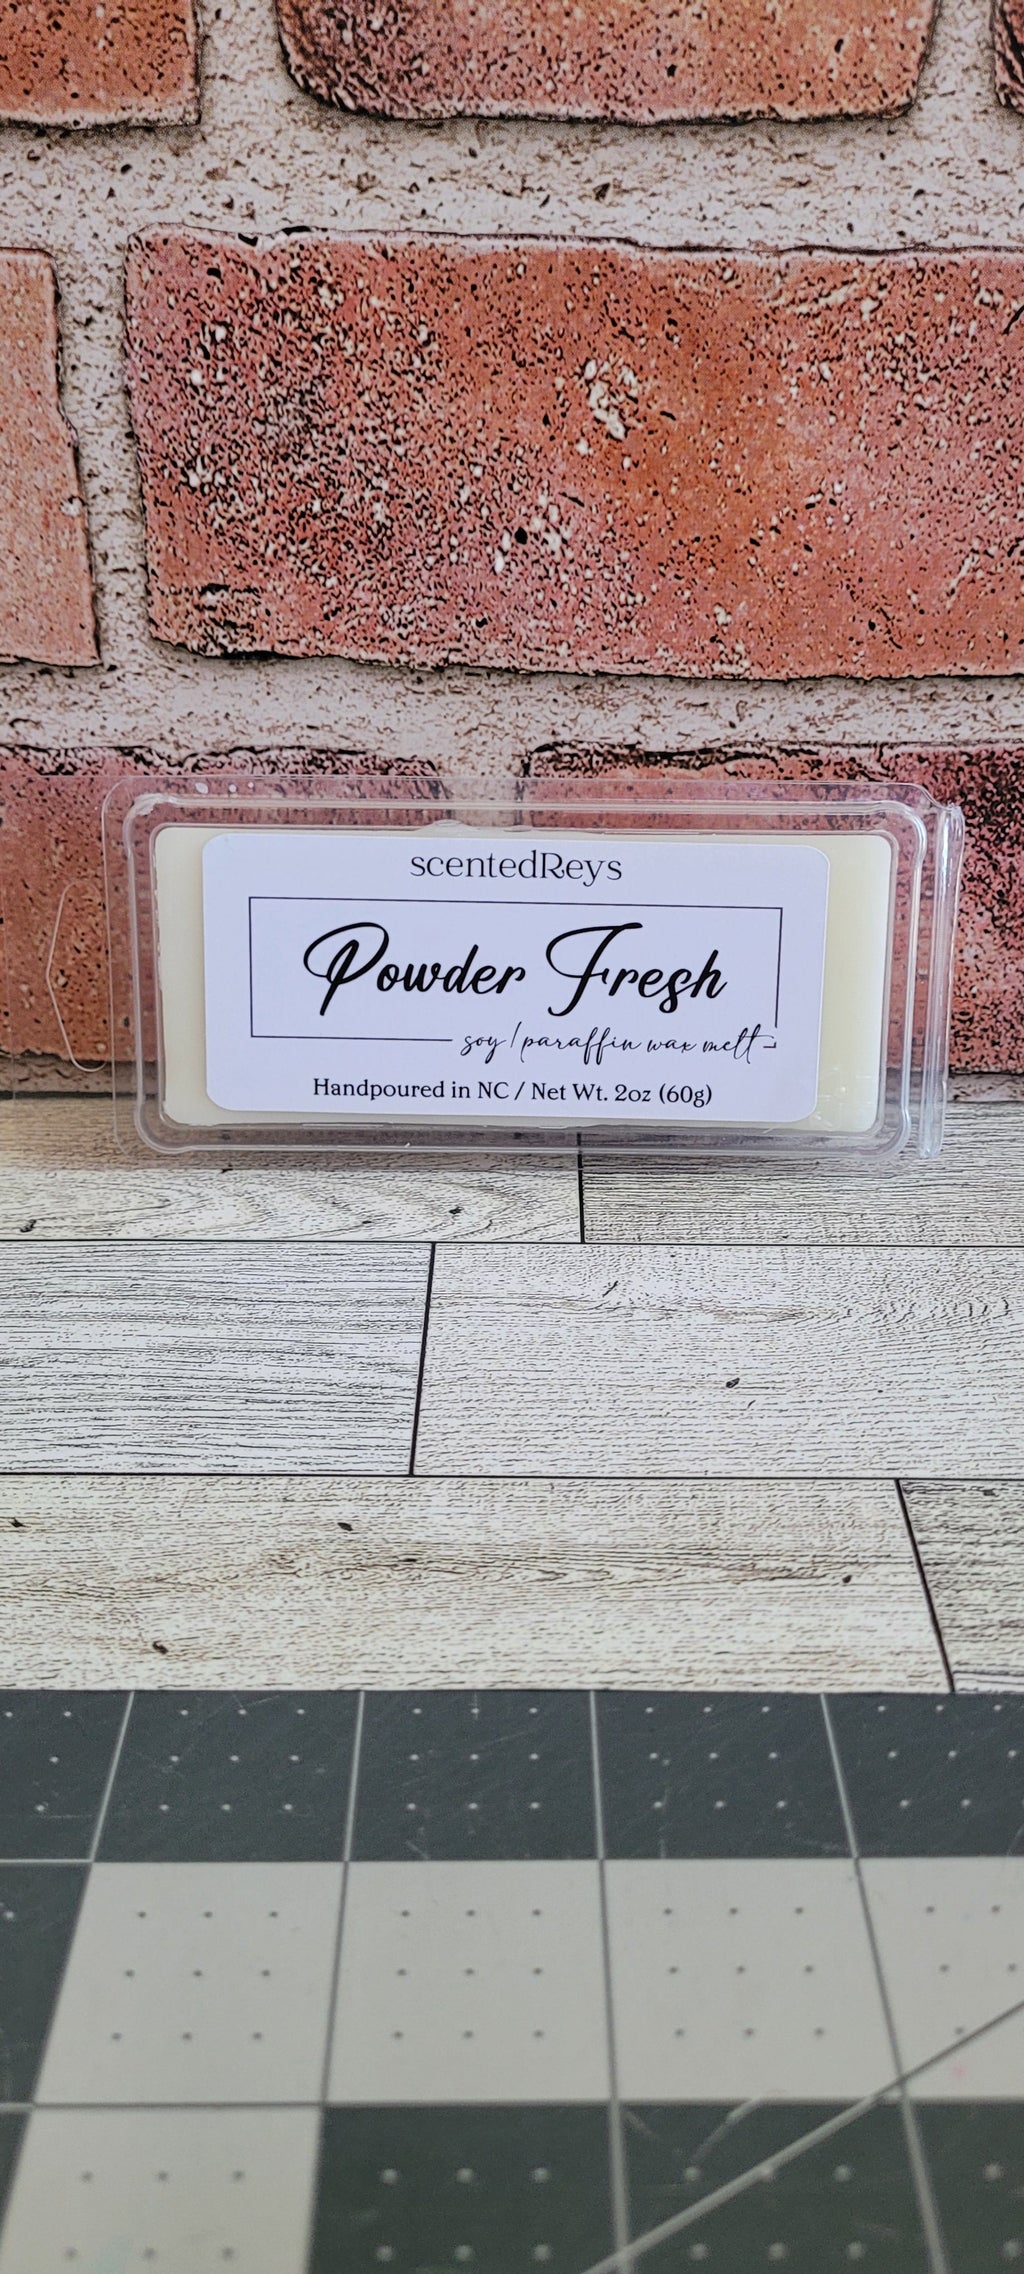 scentedReys
Powder Fresh
soy/paraffin wax melt
Handpoured in NC / Net Wt. 2oz (60g)